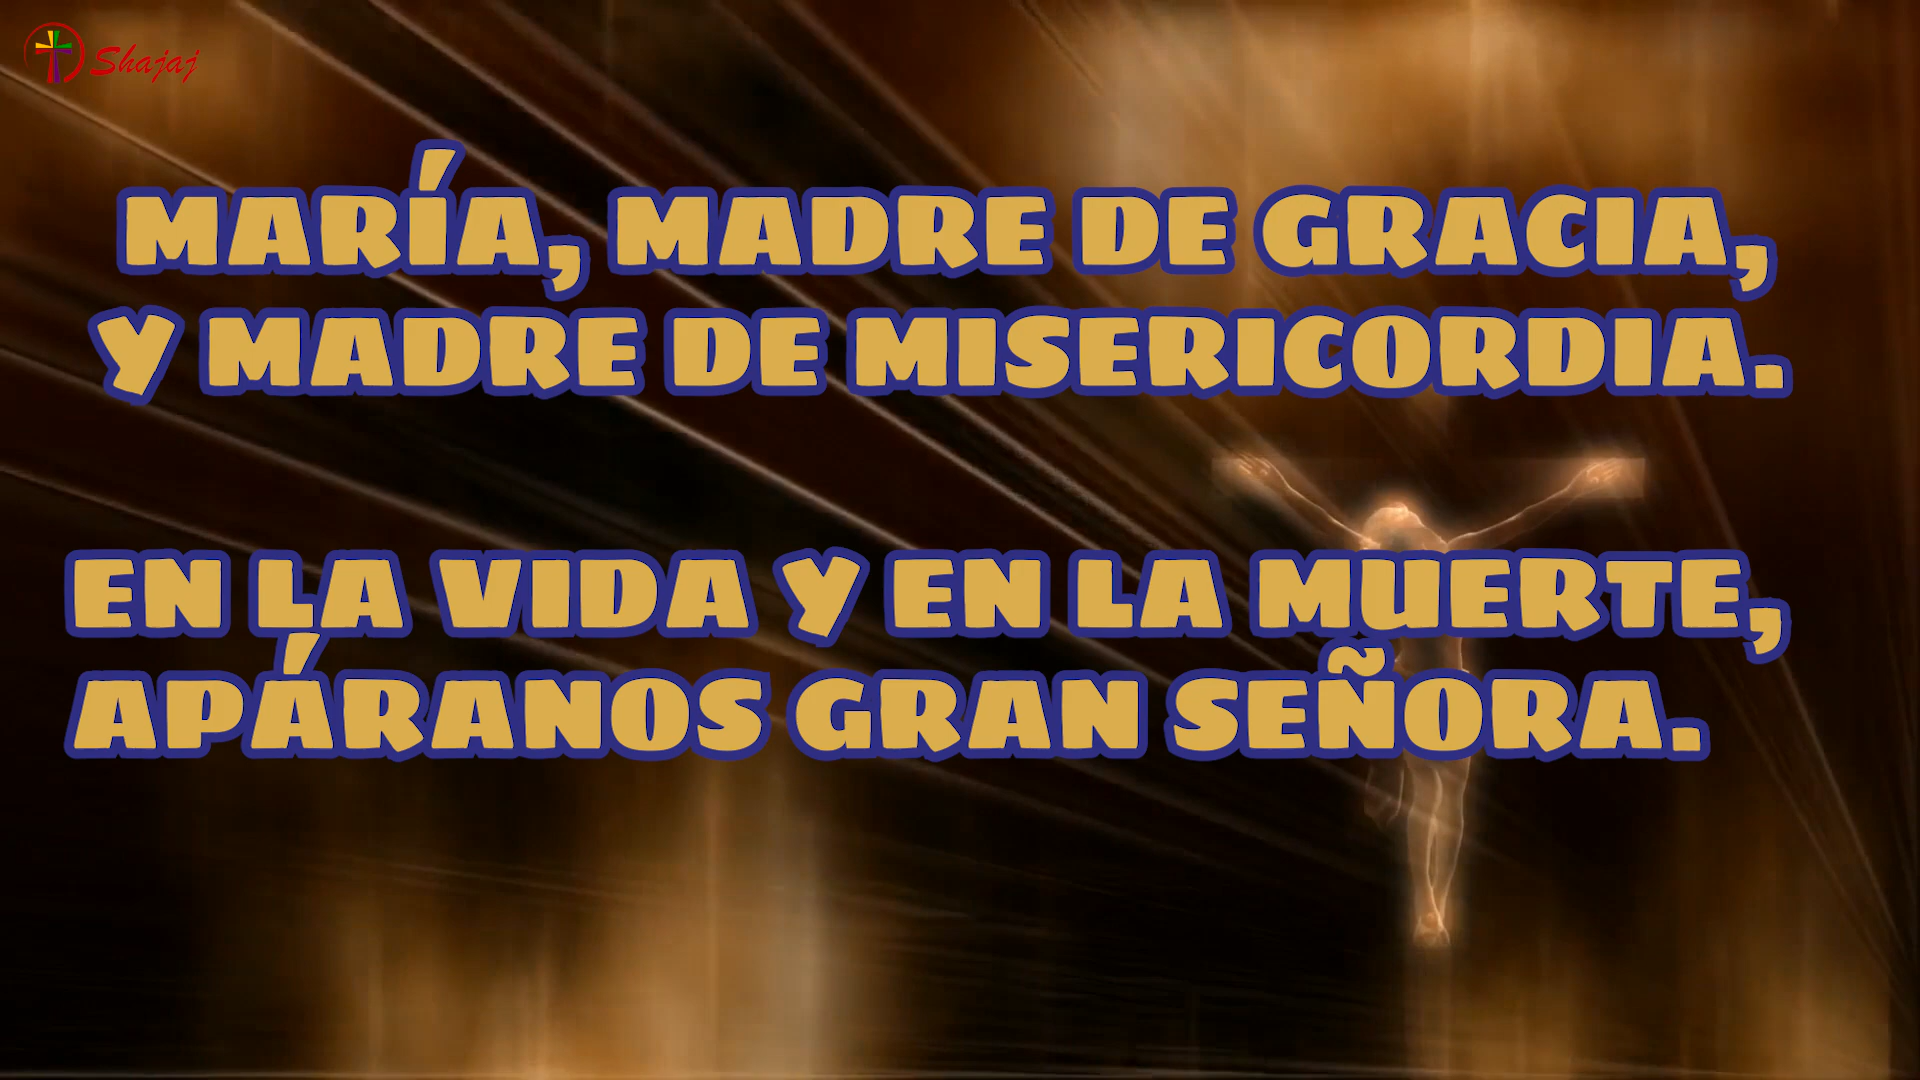 Shajaj
MARÍA, MADRE DE GRACIA,
Y MADRE DE MISERICORDIA.
EN LA VIDA Y EN LA MUERTE,
APÁRANOS GRAN SEÑORA.